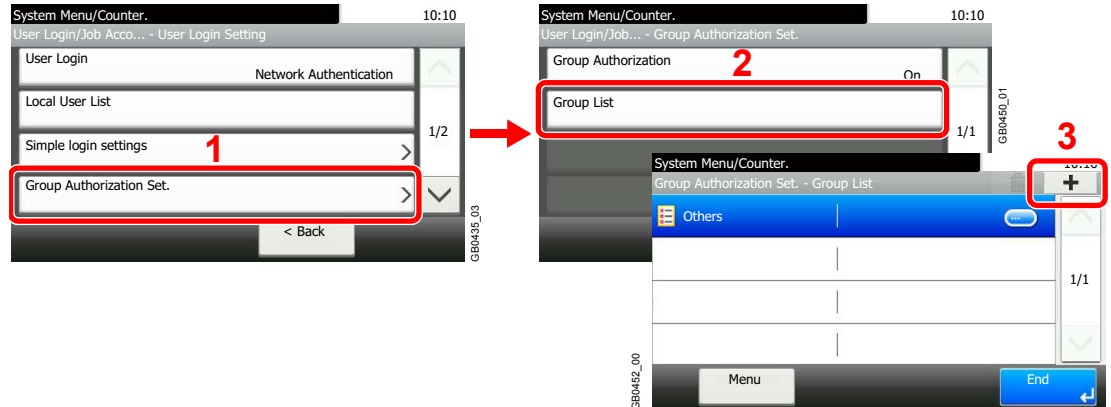 System Menu/Counter.
10:10
User Login/Job Acco... - User Login Setting
User Login
Network Authentication
Local User List
1/2
Simple login settings
1
Group Authorization Set.
< Back
GB0435_03
System Menu/Counter.
10:10
User Login/Job... - Group Authorization Set.
Group Authorization
On
2
Group List
1/1
GB0450_01
3
System Menu/Counter.
10:10
Group Authorization Set. - Group List
+
Others
...
1/1
Menu
End
GB0452_00